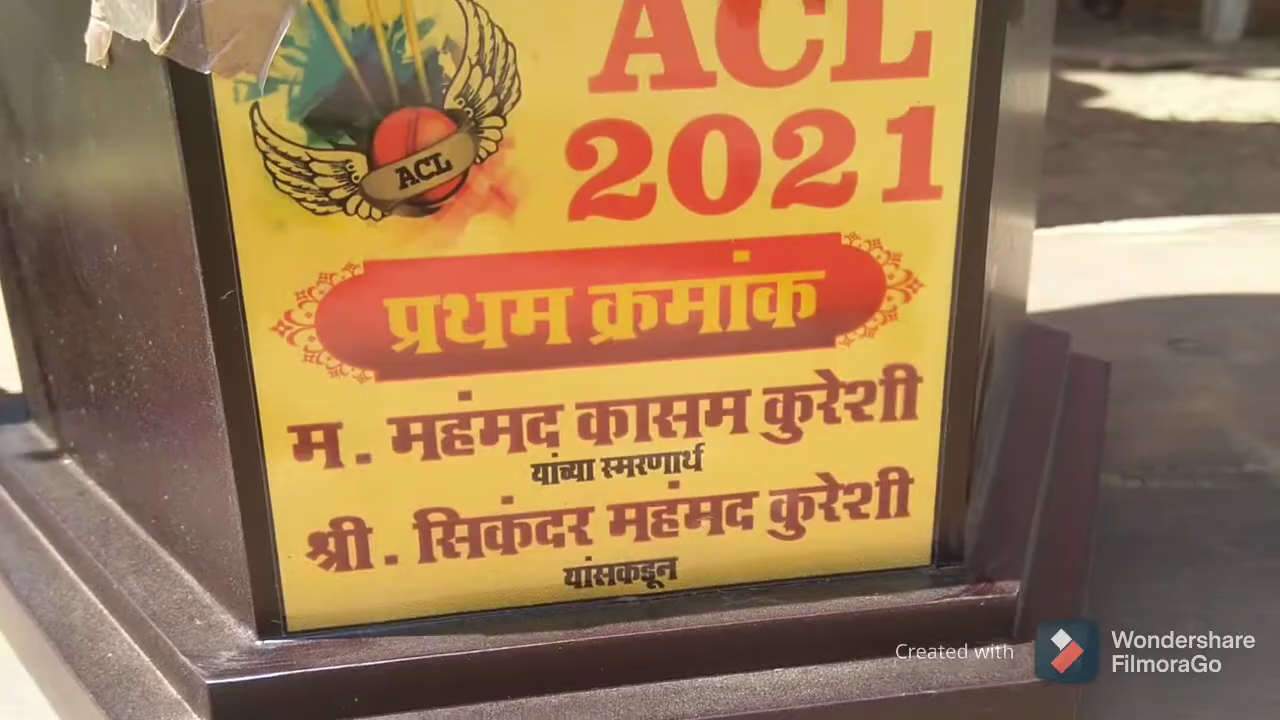 ACL
2021
ACL
प्रथम क्रमांक
म. महंमद कासम कुरेशी
यांच्या स्मरणार्थ
श्री. सिकंदर महंमद कुरेशी
यांसकडून
Created with
Wondershare
FilmoraGo